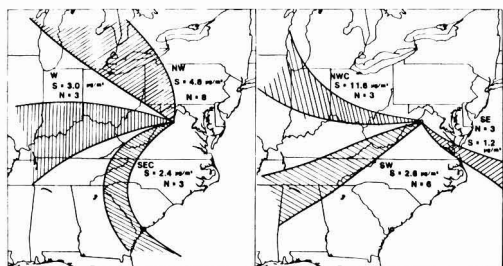 NW
S = 4.8 µg/m³
N = 8
W
S = 3.0 µg/m³
N = 3
SEC
S = 2.4 µg/m³
N = 3
NWC
S = 11.6 µg/m³
N = 3
SE
N = 3
S = 1.2
µg/m³
SW
S = 2.6 µg/m³
N = 6